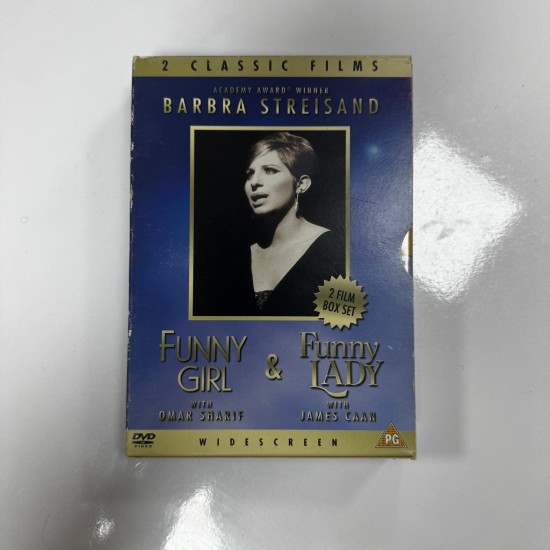 2 CLASSIC FILMS
ACADEMY AWARD® WINNER
BARBRA STREISAND
2 FILM
BOX SET
FUNNY
GIRL
WITH
OMAR SHARIF
&
Funny
LADY
WITH
JAMES CAAN
DVD
VIDEO
WIDESCREEN
PG